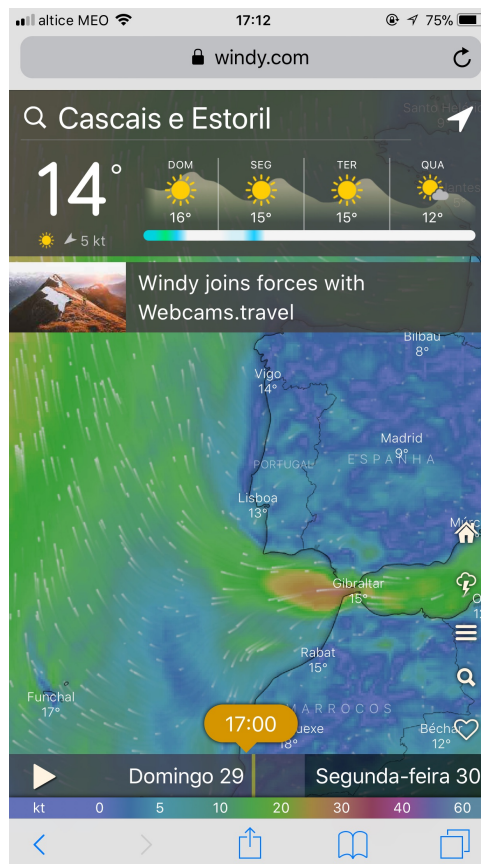 altice MEO 17:12 75%
windy.com
Cascais e Estoril
14°
5 kt
DOM SEG TER QUA
16° 15° 15° 12°
Windy joins forces with
Webcams.travel
Bilbau
8°
Vigo
14°
Madrid
9°
PORTUGAL ESPANHA
Lisboa
13°
Gibraltar
15°
Rabat
15°
Funchal
17°
MARROCOS
17:00
18°
Béchar
12°
Domingo 29 Segunda-feira 30
kt 0 5 10 20 30 40 60